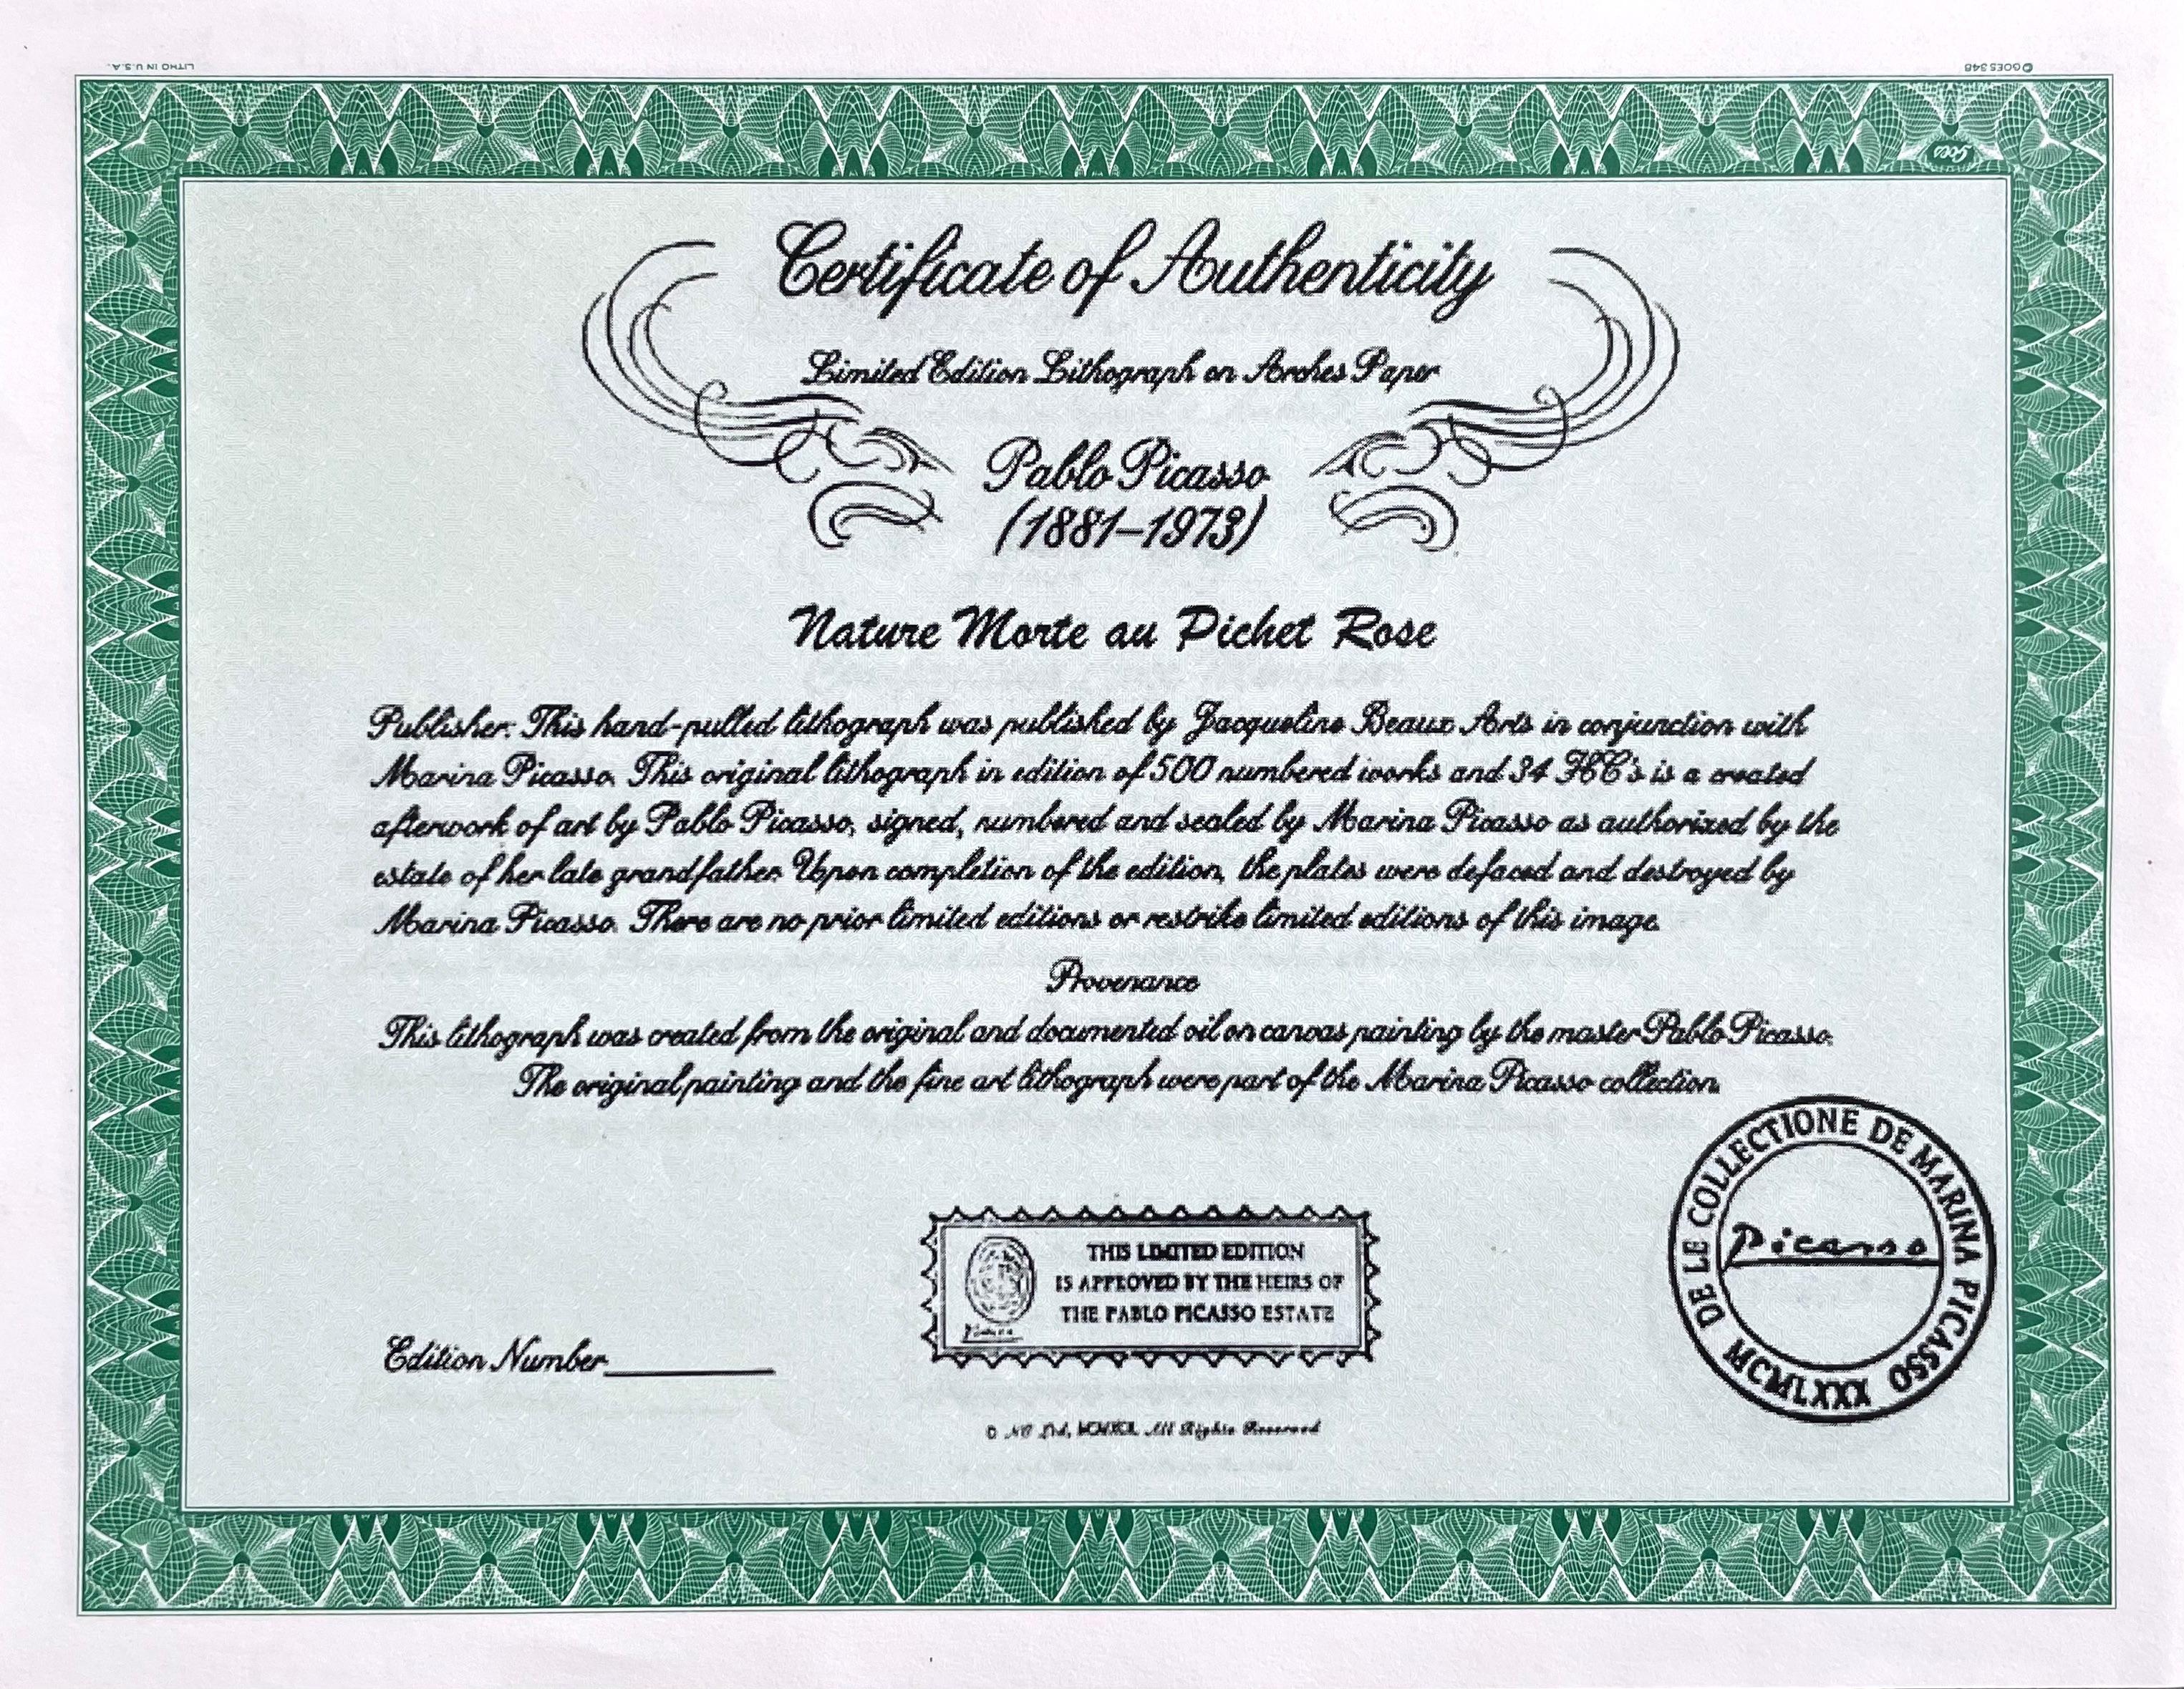 LITHO IN U.S.A.
© GOES 348
Goes
Certificate of Authenticity
Limited Edition Lithograph on Arches Paper
Pablo Picasso
(1881–1973)
Nature Morte au Pichet Rose
Publisher: This hand-pulled lithograph was published by Jacqueline Beaux Arts in conjunction with
Marina Picasso. This original lithograph in edition of 500 numbered works and 34 HC's is a created
afterwork of art by Pablo Picasso, signed, numbered and sealed by Marina Picasso as authorized by the
estate of her late grandfather. Upon completion of the edition, the plates were defaced and destroyed by
Marina Picasso. There are no prior limited editions or restrike limited editions of this image.
Provenance
This lithograph was created from the original and documented oil on canvas painting by the master Pablo Picasso.
The original painting and the fine art lithograph were part of the Marina Picasso collection.
DE LE COLLECTIONE DE MARINA PICASSO
Picasso
MCMLXXX
THIS LIMITED EDITION
IS APPROVED BY THE HEIRS OF
THE PABLO PICASSO ESTATE
Picasso
Edition Number
© Ltd, All Rights Reserved